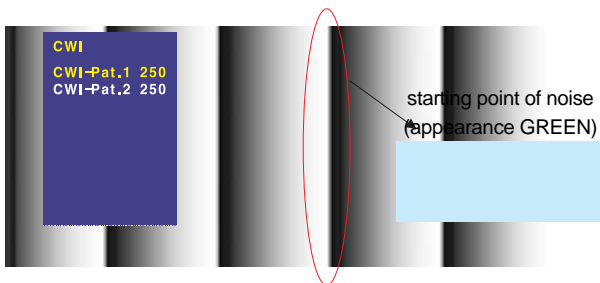 CWI
CWI-Pat.1 250
CWI-Pat.2 250
starting point of noise
(appearance GREEN)